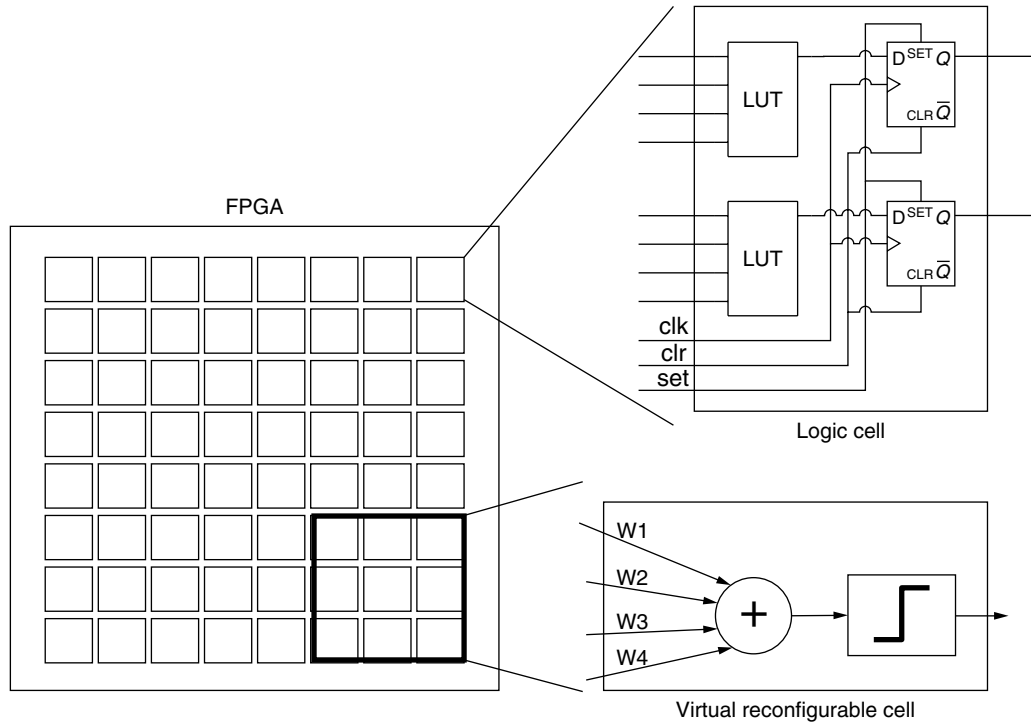 FPGA
LUT
D SET Q
CLR Q̅
LUT
D SET Q
CLR Q̅
clk
clr
set
Logic cell
W1
W2
W3
W4
+
Virtual reconfigurable cell